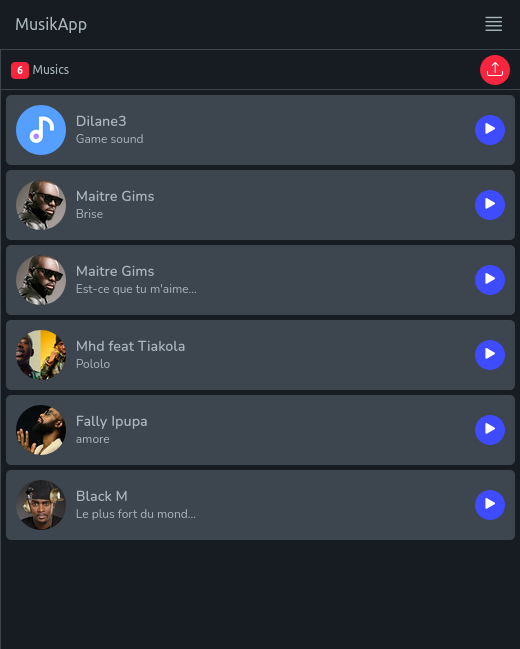 MusikApp
6 Musics
Dilane3
Game sound
Maitre Gims
Brise
Maitre Gims
Est-ce que tu m'aime...
Mhd feat Tiakola
Pololo
Fally Ipupa
amore
Black M
Le plus fort du mond...